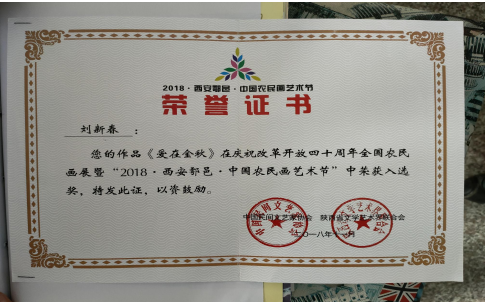 2018·西安鄠邑·中国农民画艺术节
荣誉证书
刘新春 :
您的作品《爱在金秋》在庆祝改革开放四十周年全国农民
画展暨“2018·西安鄠邑·中国农民画艺术节”中荣获入选
奖，特发此证，以资鼓励。
中国民间文艺家协会 陕西省文学艺术界联合会
二〇一八年十一月